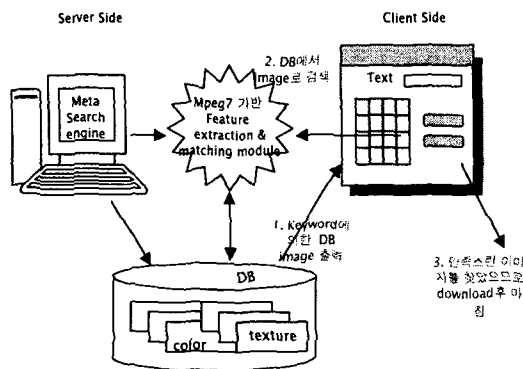 Server Side
Client Side
Meta
Search
engine
Mpeg7 기반
Feature
extraction &
matching module
2. DB에서
image로 검색
Text
1. Keyword에
의한 DB
image 출력
3. 만족스런 이미
지를 찾았으므로
download후 마
침
DB
color
texture